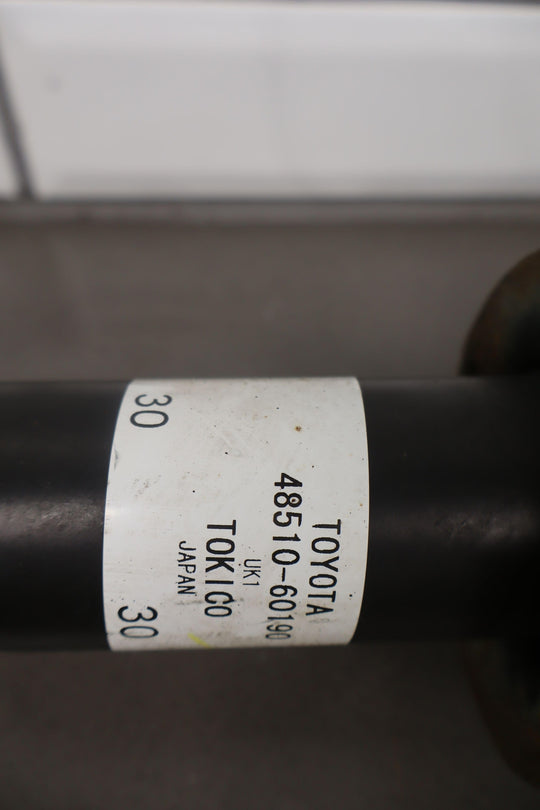 TOYOTA
48510-60190
UK1
TOKICO
JAPAN
30 30